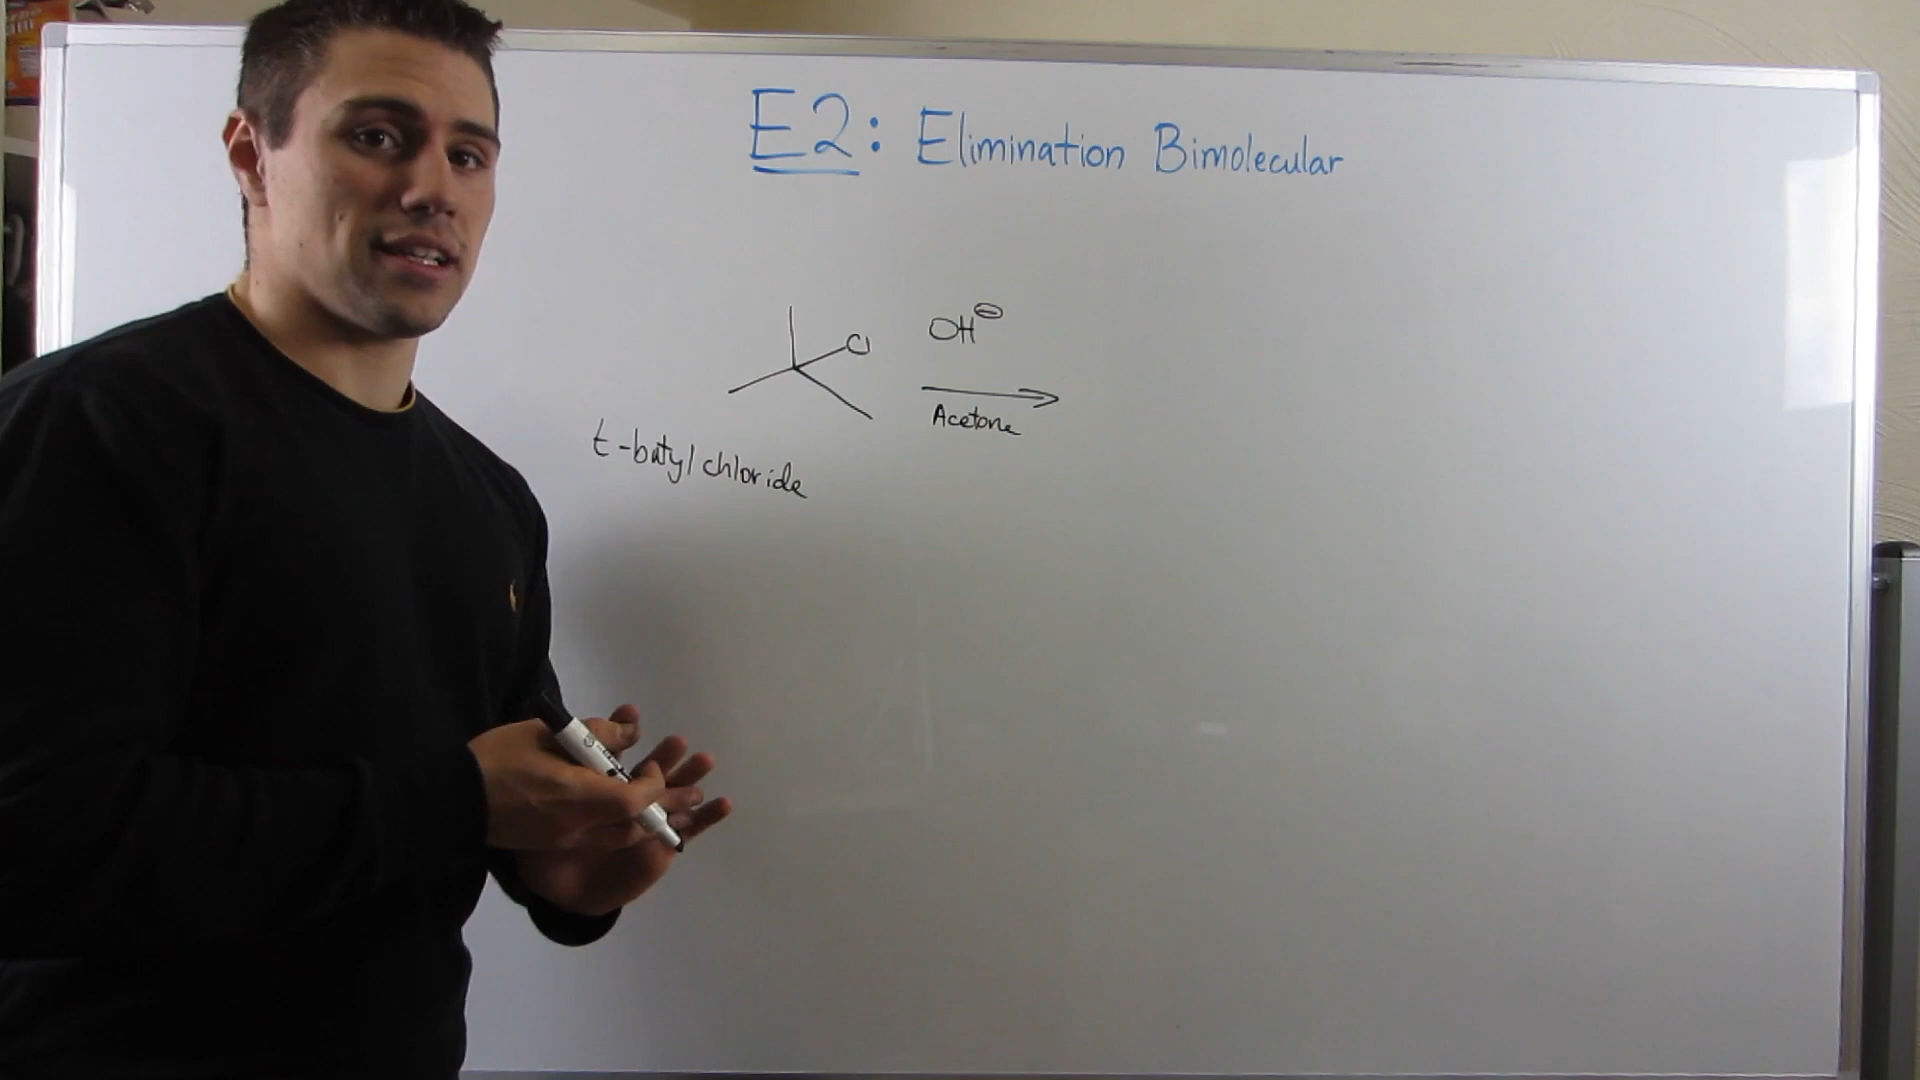 E2: Elimination Bimolecular
Cl
OH⊖
Acetone
t-butyl chloride